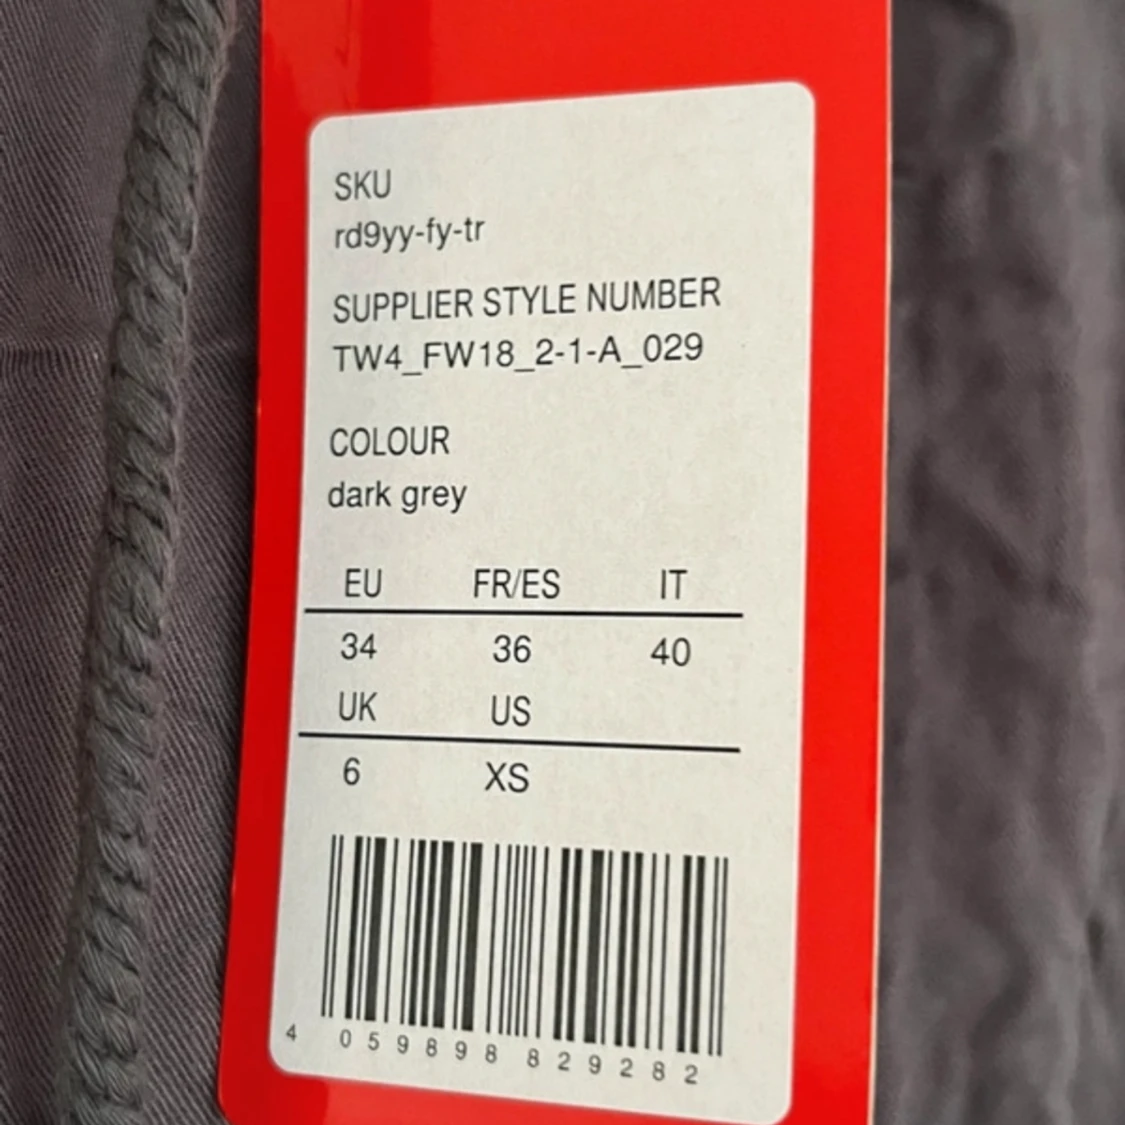 SKU
rd9yy-fy-tr
SUPPLIER STYLE NUMBER
TW4_FW18_2-1-A_029
COLOUR
dark grey
EU FR/ES IT
34 36 40
UK US
6 XS
4 059898 829282